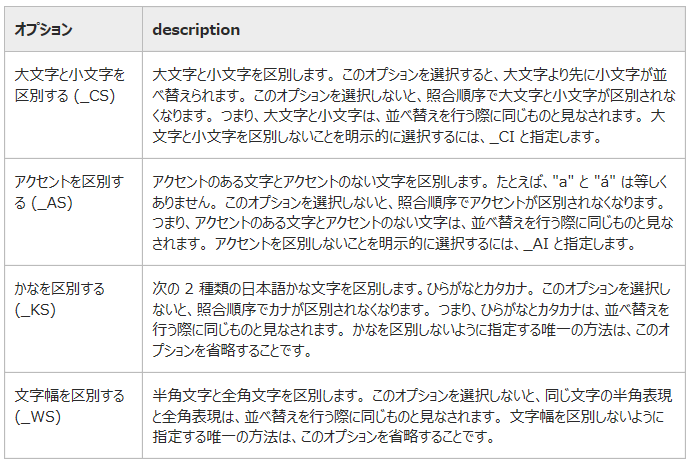 オプション
description
大文字と小文字を
区別する (_CS)
大文字と小文字を区別します。 このオプションを選択すると、大文字より先に小文字が並
べ替えられます。 このオプションを選択しないと、照合順序で大文字と小文字が区別されな
くなります。 つまり、大文字と小文字は、並べ替えを行う際に同じものと見なされます。 大
文字と小文字を区別しないことを明示的に選択するには、_CI と指定します。
アクセントを区別す
る (_AS)
アクセントのある文字とアクセントのない文字を区別します。 たとえば、"a" と "á" は等しく
ありません。 このオプションを選択しないと、照合順序でアクセントが区別されなくなります。
つまり、アクセントのある文字とアクセントのない文字は、並べ替えを行う際に同じものと見な
されます。 アクセントを区別しないことを明示的に選択するには、_AI と指定します。
かなを区別する
(_KS)
次の 2 種類の日本語かな文字を区別します。ひらがなとカタカナ。 このオプションを選択し
ないと、照合順序でカナが区別されなくなります。 つまり、ひらがなとカタカナは、並べ替えを
行う際に同じものと見なされます。 かなを区別しないように指定する唯一の方法は、このオ
プションを省略することです。
文字幅を区別する
(_WS)
半角文字と全角文字を区別します。 このオプションを選択しないと、同じ文字の半角表現
と全角表現は、並べ替えを行う際に同じものと見なされます。 文字幅を区別しないように
指定する唯一の方法は、このオプションを省略することです。